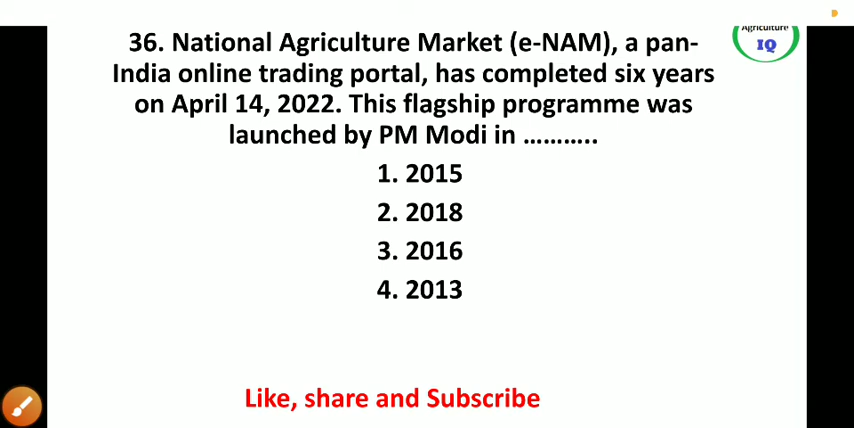 Agriculture
IQ
36. National Agriculture Market (e-NAM), a pan-
India online trading portal, has completed six years
on April 14, 2022. This flagship programme was
launched by PM Modi in ………..
1. 2015
2. 2018
3. 2016
4. 2013
Like, share and Subscribe